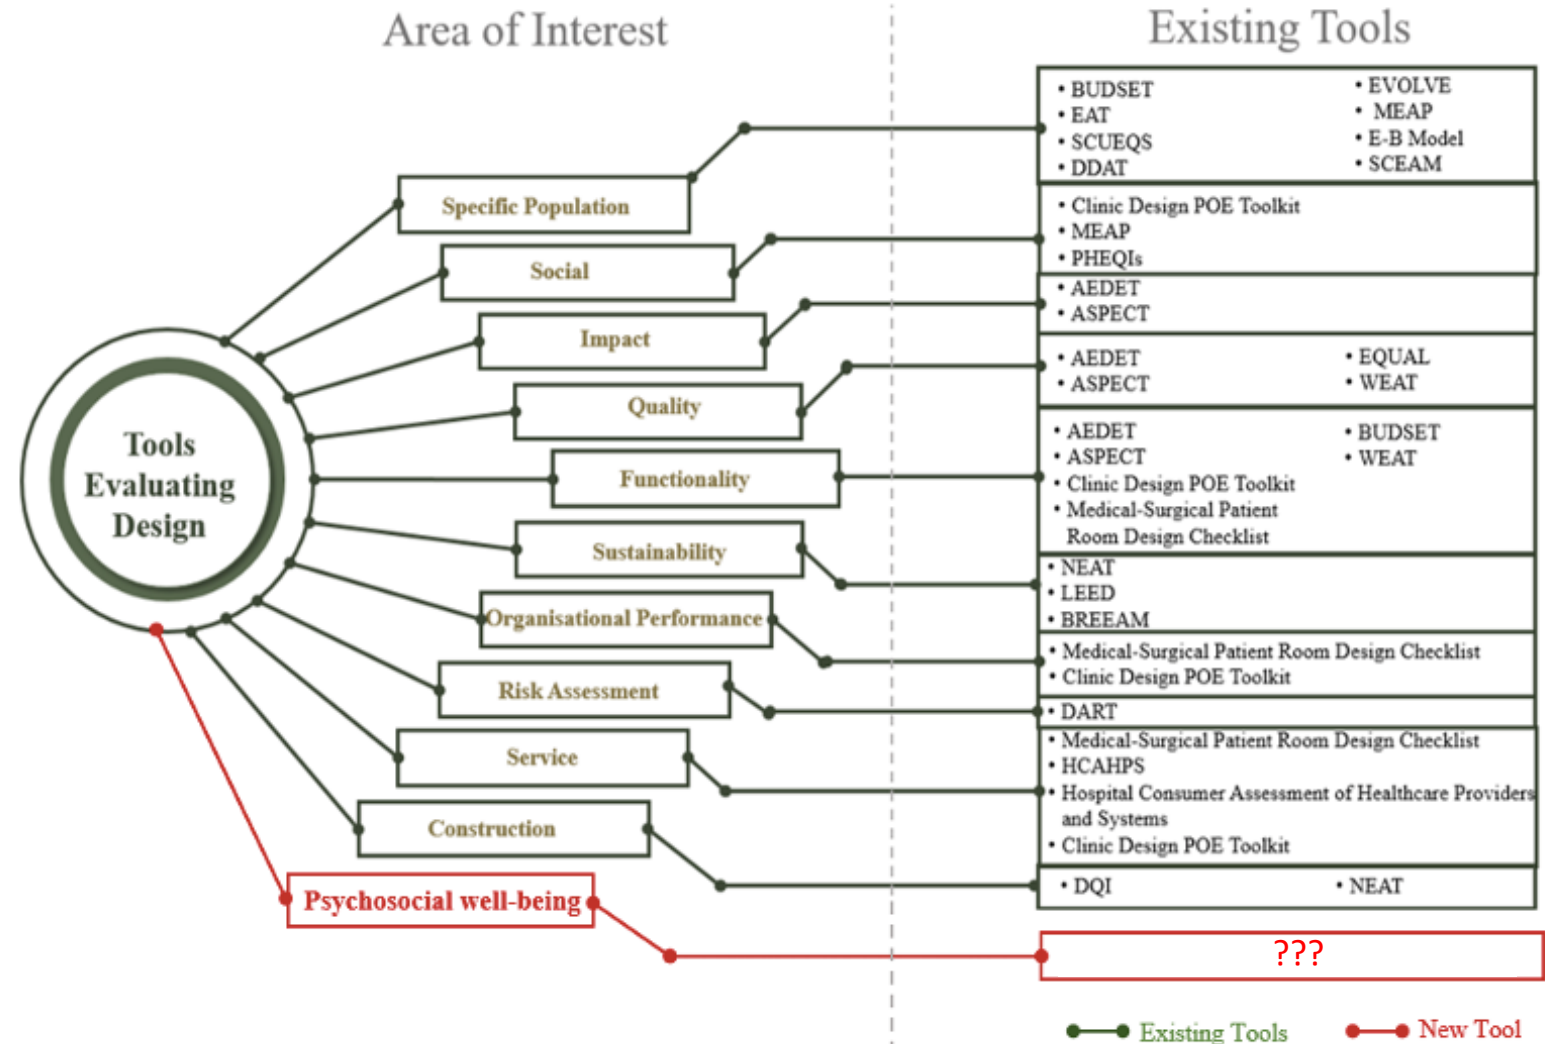 Area of Interest
Existing Tools
Tools
Evaluating
Design
Specific Population
Social
Impact
Quality
Functionality
Sustainability
Organisational Performance
Risk Assessment
Service
Construction
Psychosocial well-being
• BUDSET
• EAT
• SCUEQS
• DDAT
• EVOLVE
• MEAP
• E-B Model
• SCEAM
• Clinic Design POE Toolkit
• MEAP
• PHEQIs
• AEDET
• ASPECT
• AEDET
• ASPECT
• EQUAL
• WEAT
• AEDET
• ASPECT
• Clinic Design POE Toolkit
• Medical-Surgical Patient
Room Design Checklist
• BUDSET
• WEAT
• NEAT
• LEED
• BREEAM
• Medical-Surgical Patient Room Design Checklist
• Clinic Design POE Toolkit
• DART
• Medical-Surgical Patient Room Design Checklist
• HCAHPS
• Hospital Consumer Assessment of Healthcare Providers
and Systems
• Clinic Design POE Toolkit
• DQI
• NEAT
???
Existing Tools
New Tool